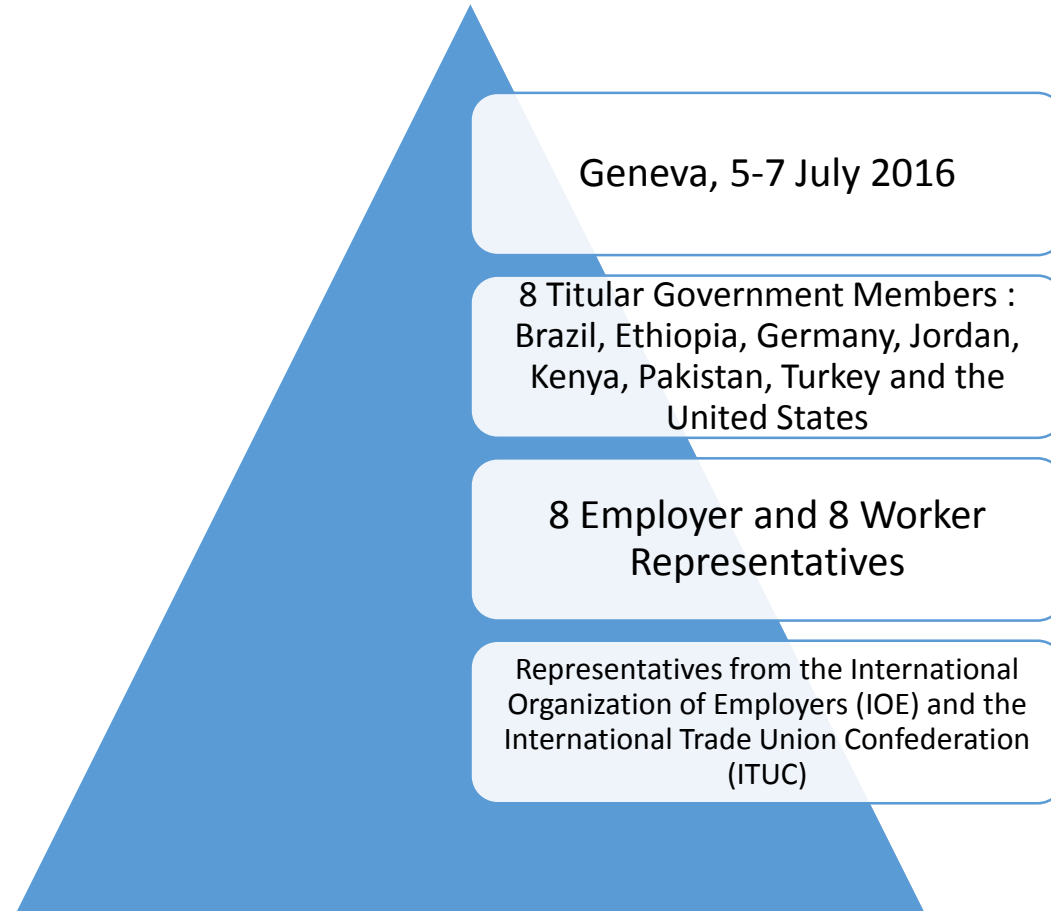 Geneva, 5-7 July 2016
8 Titular Government Members :
Brazil, Ethiopia, Germany, Jordan,
Kenya, Pakistan, Turkey and the
United States
8 Employer and 8 Worker
Representatives
Representatives from the International
Organization of Employers (IOE) and the
International Trade Union Confederation
(ITUC)